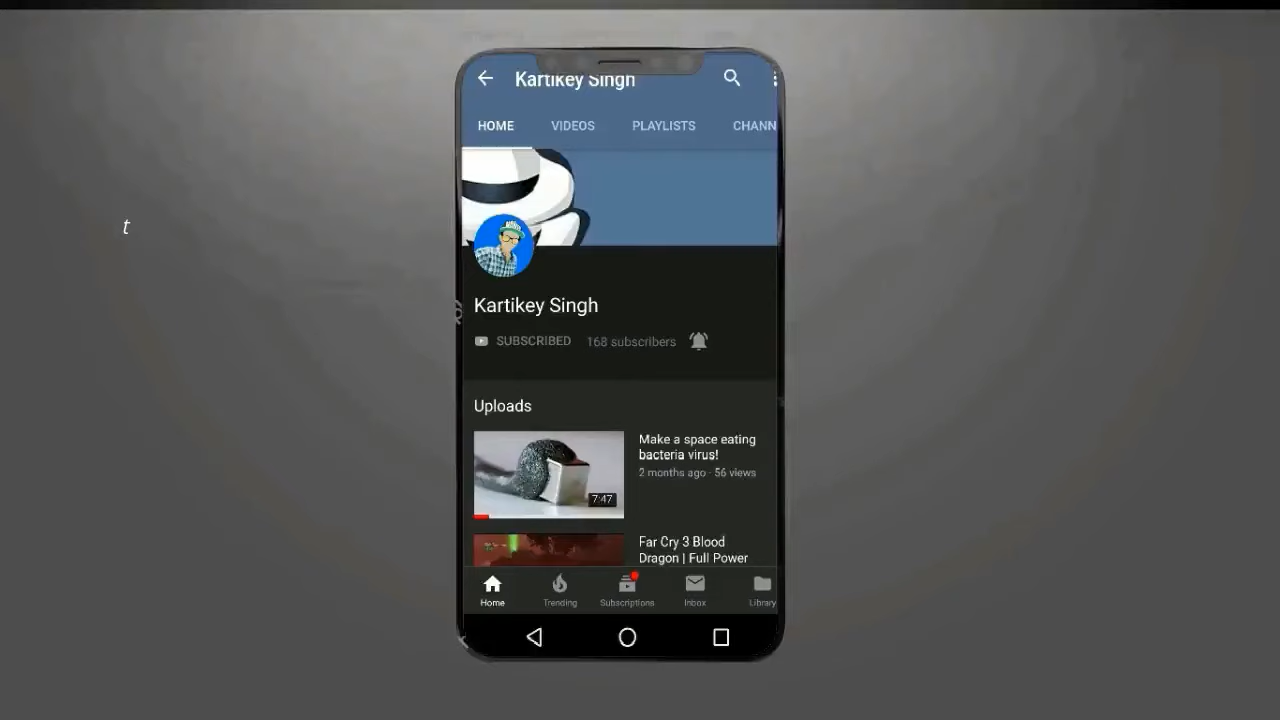 Kartikey Singh
HOME VIDEOS PLAYLISTS CHANN
t
Kartikey Singh
SUBSCRIBED 168 subscribers
Uploads
Make a space eating
bacteria virus!
2 months ago · 56 views
7:47
Far Cry 3 Blood
Dragon | Full Power
Home Trending Subscriptions Inbox Library